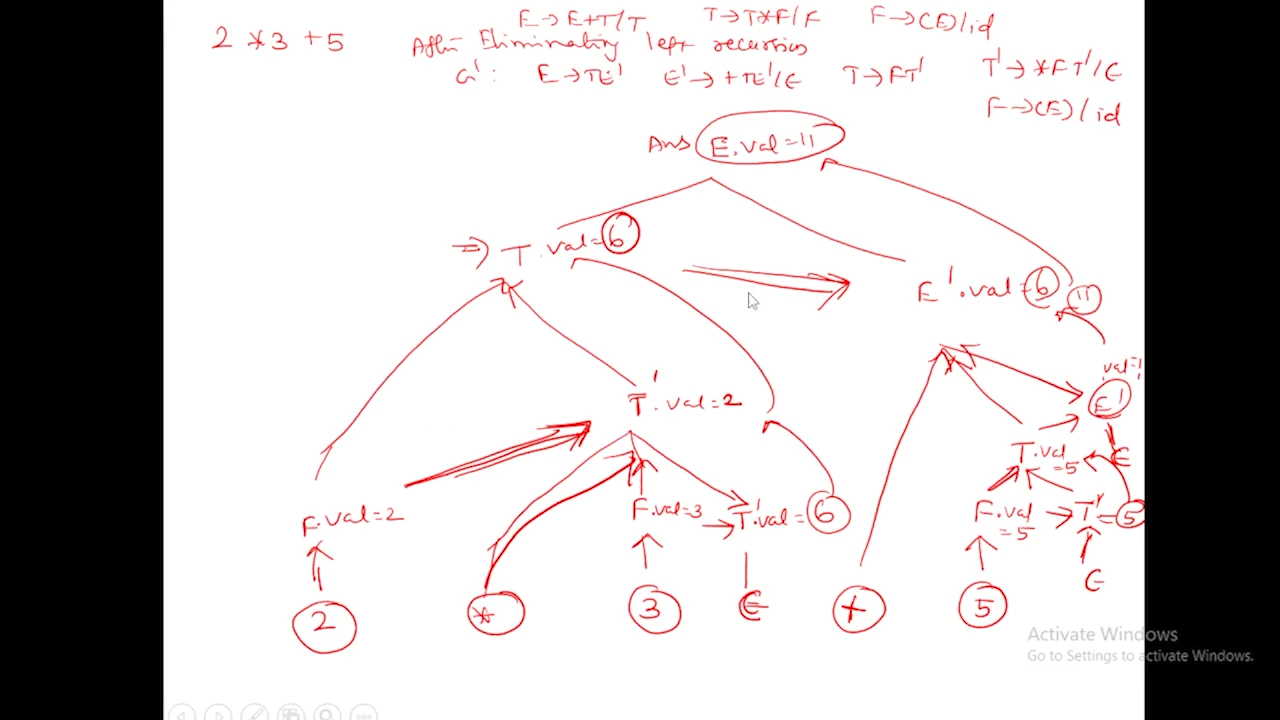 E→E+T/T T→T*F/F F→(E)/id
2 * 3 + 5 After Eliminating left recursion
G': E→TE' E'→+TE'/ϵ T→FT' T'→*FT'/ϵ
F→(E)/id
Ans E.val=11
⇒) T.val=6
E'.val=6 11
val=11
T'.val=2 E'
T.val=5 ϵ
F.val=2 F.val=3 T'.val=6 F.val=5 T'=5
ϵ
2 * 3 ϵ + 5
Activate Windows
Go to Settings to activate Windows.